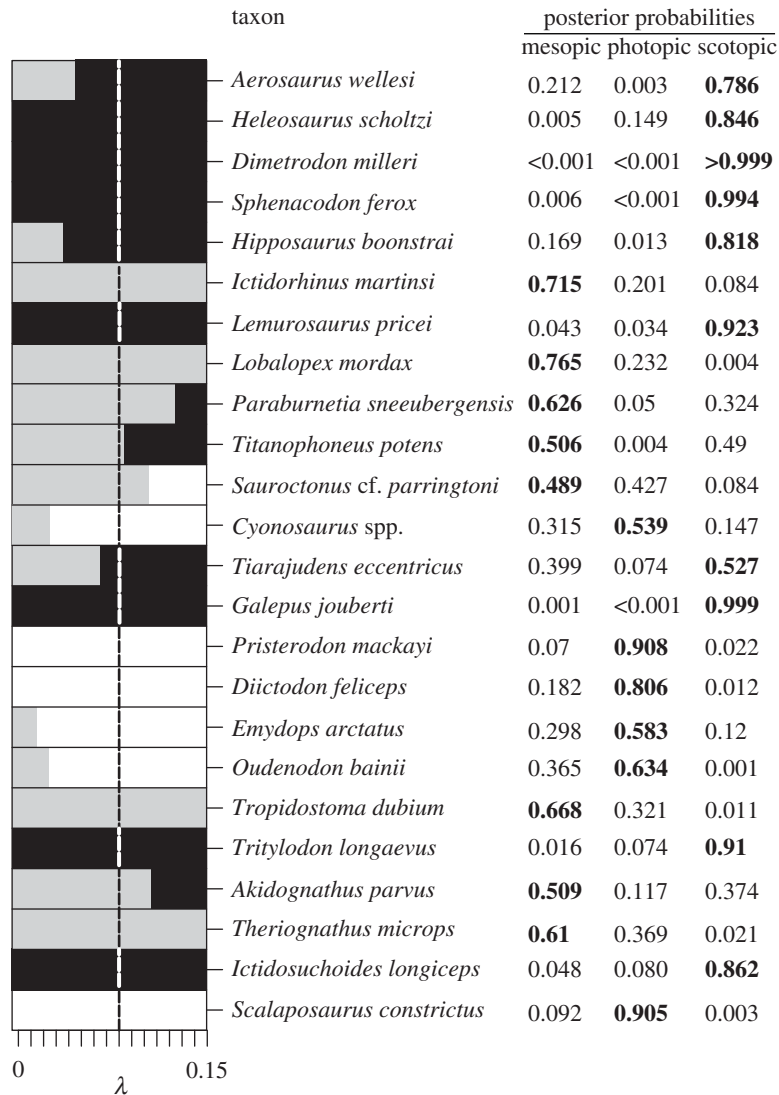 taxon posterior probabilities
mesopic photopic scotopic
Aerosaurus wellesi 0.212 0.003 0.786
Heleosaurus scholtzi 0.005 0.149 0.846
Dimetrodon milleri <0.001 <0.001 >0.999
Sphenacodon ferox 0.006 <0.001 0.994
Hipposaurus boonstrai 0.169 0.013 0.818
Ictidorhinus martinsi 0.715 0.201 0.084
Lemurosaurus pricei 0.043 0.034 0.923
Lobalopex mordax 0.765 0.232 0.004
Paraburnetia sneeubergensis 0.626 0.05 0.324
Titanophoneus potens 0.506 0.004 0.49
Sauroctonus cf. parringtoni 0.489 0.427 0.084
Cyonosaurus spp. 0.315 0.539 0.147
Tiarajudens eccentricus 0.399 0.074 0.527
Galepus jouberti 0.001 <0.001 0.999
Pristerodon mackayi 0.07 0.908 0.022
Diictodon feliceps 0.182 0.806 0.012
Emydops arctatus 0.298 0.583 0.12
Oudenodon bainii 0.365 0.634 0.001
Tropidostoma dubium 0.668 0.321 0.011
Tritylodon longaevus 0.016 0.074 0.91
Akidognathus parvus 0.509 0.117 0.374
Theriognathus microps 0.61 0.369 0.021
Ictidosuchoides longiceps 0.048 0.080 0.862
Scalaposaurus constrictus 0.092 0.905 0.003
0 0.15
λ